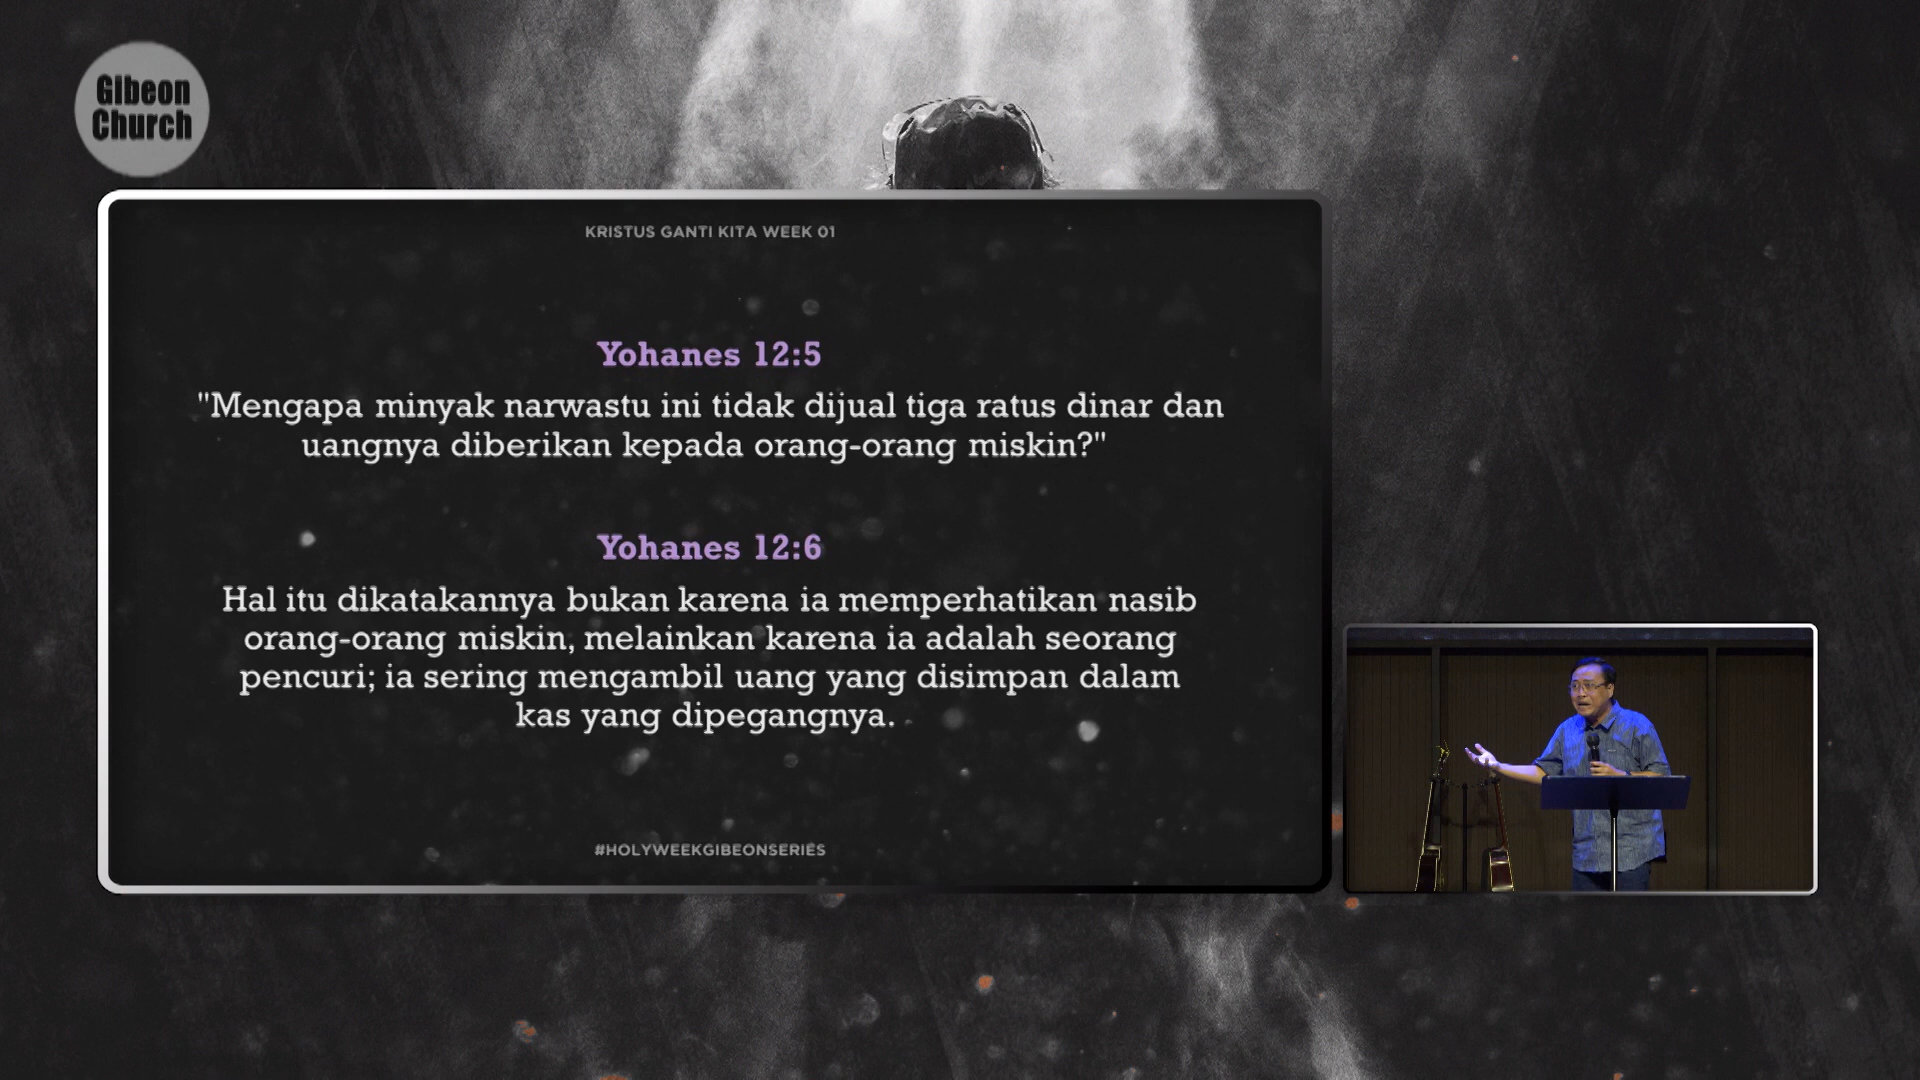 Gibeon
Church
KRISTUS GANTI KITA WEEK 01
Yohanes 12:5
"Mengapa minyak narwastu ini tidak dijual tiga ratus dinar dan
uangnya diberikan kepada orang-orang miskin?"
Yohanes 12:6
Hal itu dikatakannya bukan karena ia memperhatikan nasib
orang-orang miskin, melainkan karena ia adalah seorang
pencuri; ia sering mengambil uang yang disimpan dalam
kas yang dipegangnya.
#HOLYWEEKGIBEONSERIES